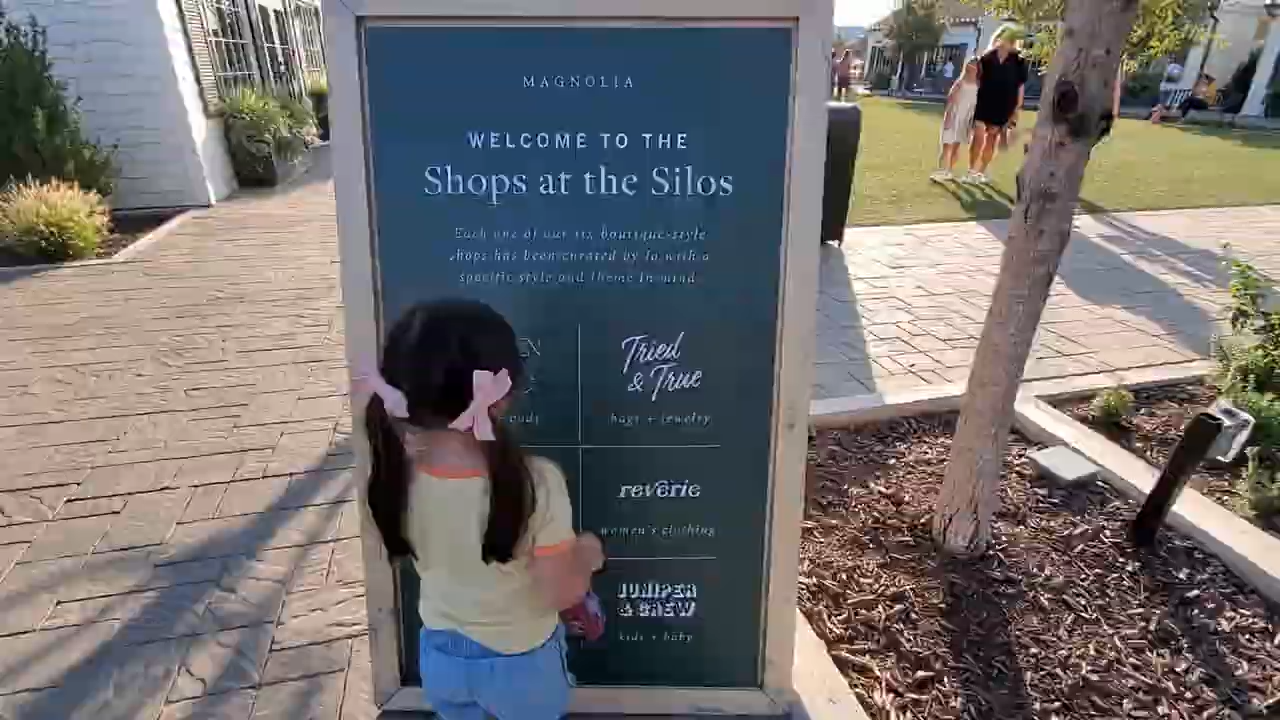 MAGNOLIA
WELCOME TO THE
Shops at the Silos
Each one of our six boutique-style
shops has been curated by Jo with a
specific style and theme in mind.
Tried
& True
bags + jewelry
reverie
women's clothing
JUNIPER
& CREW
kids + baby